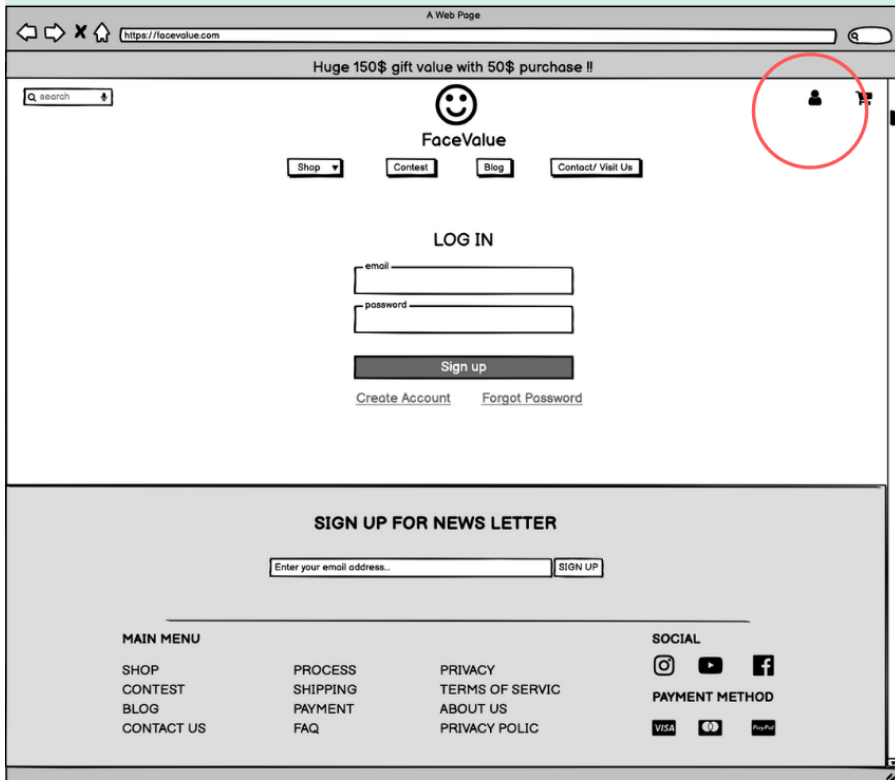 A Web Page
https://facevalue.com
Huge 150$ gift value with 50$ purchase !!
search
FaceValue
Shop
Contest
Blog
Contact/ Visit Us
LOG IN
email
password
Sign up
Create Account
Forgot Password
SIGN UP FOR NEWS LETTER
Enter your email address..
SIGN UP
MAIN MENU
SHOP
CONTEST
BLOG
CONTACT US
PROCESS
SHIPPING
PAYMENT
FAQ
PRIVACY
TERMS OF SERVIC
ABOUT US
PRIVACY POLIC
SOCIAL
PAYMENT METHOD
VISA
PayPal